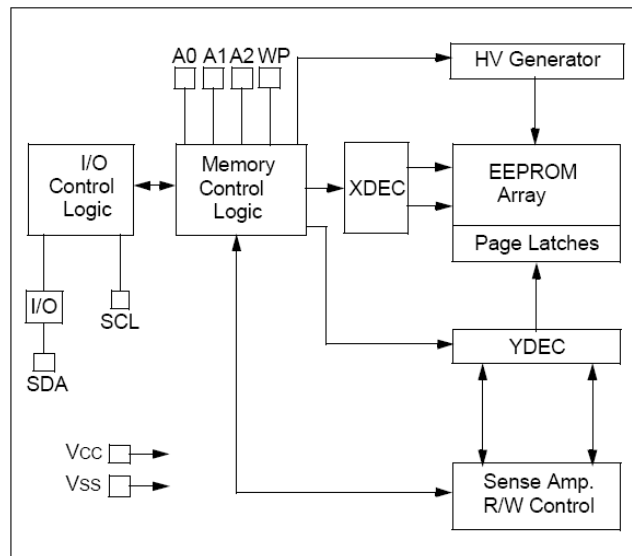 A0 A1 A2 WP
HV Generator
I/O
Control
Logic
Memory
Control
Logic
XDEC
EEPROM
Array
Page Latches
I/O
SCL
SDA
YDEC
Vcc
Vss
Sense Amp.
R/W Control